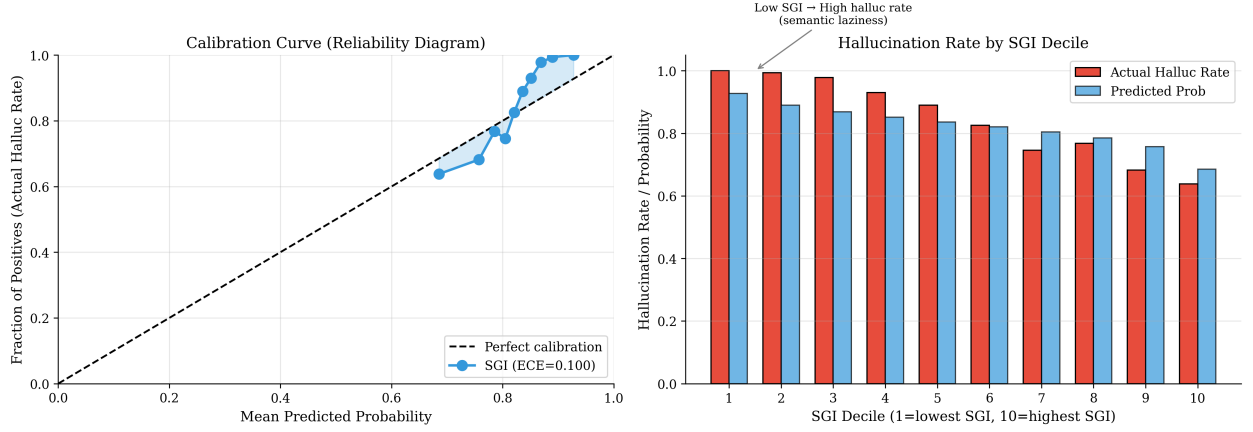 Low SGI → High halluc rate
(semantic laziness)
Calibration Curve (Reliability Diagram)
Fraction of Positives (Actual Halluc Rate)
1.0
0.8
0.6
0.4
0.2
0.0
0.0 0.2 0.4 0.6 0.8 1.0
Mean Predicted Probability
Perfect calibration
SGI (ECE=0.100)
Hallucination Rate by SGI Decile
Hallucination Rate / Probability
1.0
0.8
0.6
0.4
0.2
0.0
1 2 3 4 5 6 7 8 9 10
SGI Decile (1=lowest SGI, 10=highest SGI)
Actual Halluc Rate
Predicted Prob